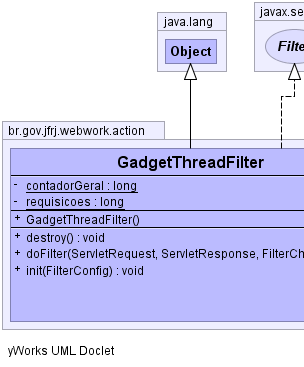 java.lang
javax.se
Object
Filte
br.gov.jfrj.webwork.action
GadgetThreadFilter
- contadorGeral : long
- requisicoes : long
+ GadgetThreadFilter()
+ destroy() : void
+ doFilter(ServletRequest, ServletResponse, FilterCh
+ init(FilterConfig) : void
yWorks UML Doclet